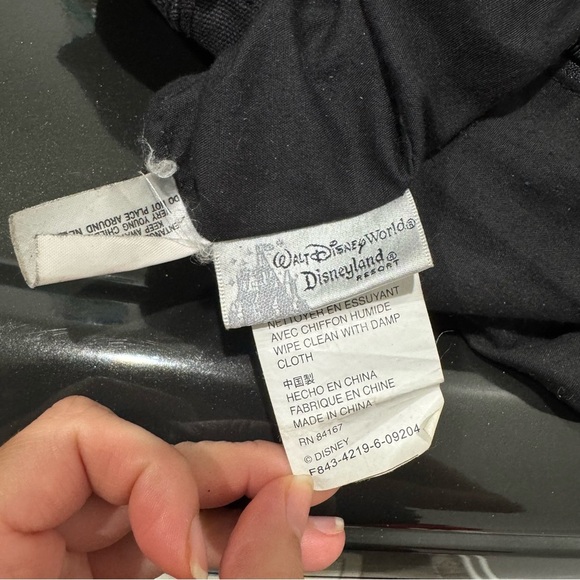 WALT DISNEY World®
Disneyland®
RESORT
NETTOYER EN ESSUYANT
AVEC CHIFFON HUMIDE
WIPE CLEAN WITH DAMP
CLOTH
中国製
HECHO EN CHINA
FABRIQUE EN CHINE
MADE IN CHINA
RN 84167
© DISNEY
F843-4219-6-09204
KEEP
VERY YOUNG
DO NOT PLACE AROUND